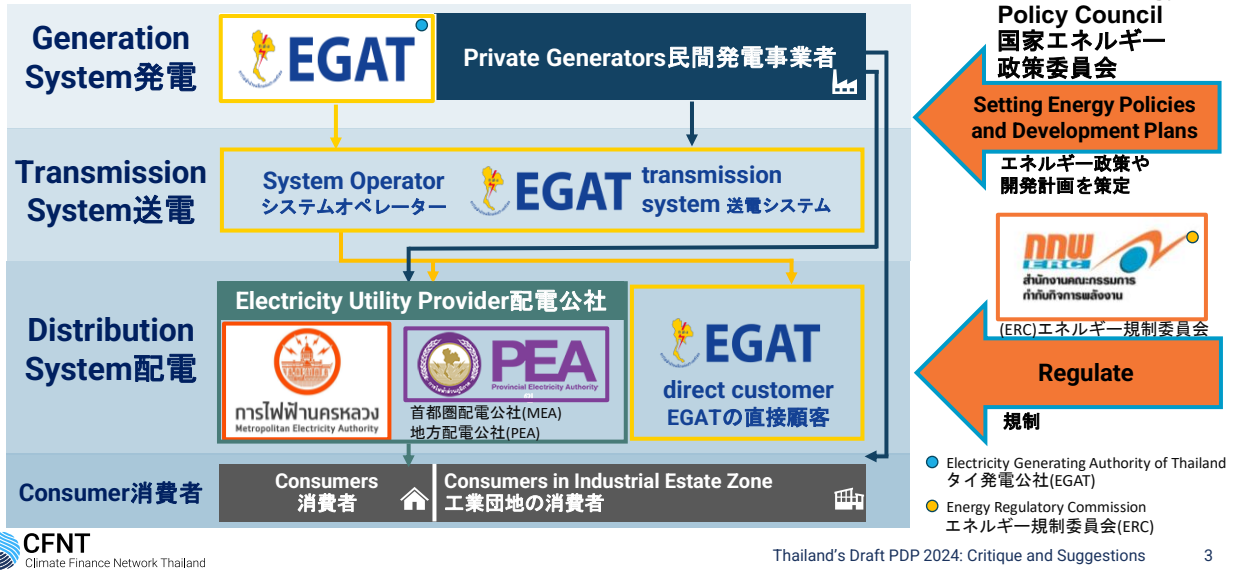 Policy Council
国家エネルギー
政策委員会
Generation
System発電
EGAT
Private Generators民間発電事業者
Setting Energy Policies
and Development Plans
エネルギー政策や
開発計画を策定
Transmission
System送電
System Operator
システムオペレーター
EGAT
transmission
system 送電システム
สำนักงานคณะกรรมการ
กำกับกิจการพลังงาน
(ERC)エネルギー規制委員会
Regulate
規制
Distribution
System配電
Electricity Utility Provider配電公社
การไฟฟ้านครหลวง
Metropolitan Electricity Authority
PEA
Provincial Electricity Authority
首都圏配電公社(MEA)
地方配電公社(PEA)
EGAT
direct customer
EGATの直接顧客
Consumer消費者
Consumers
消費者
Consumers in Industrial Estate Zone
工業団地の消費者
Electricity Generating Authority of Thailand
タイ発電公社(EGAT)
Energy Regulatory Commission
エネルギー規制委員会(ERC)
CFNT
Climate Finance Network Thailand
Thailand's Draft PDP 2024: Critique and Suggestions 3